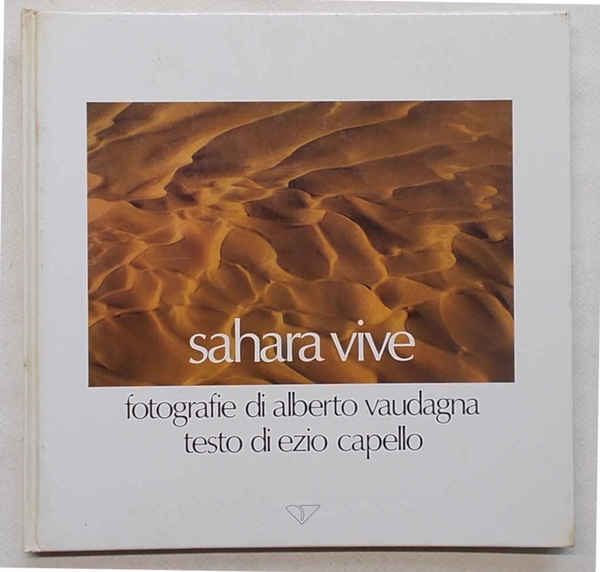 sahara vive
fotografie di alberto vaudagna
testo di ezio capello